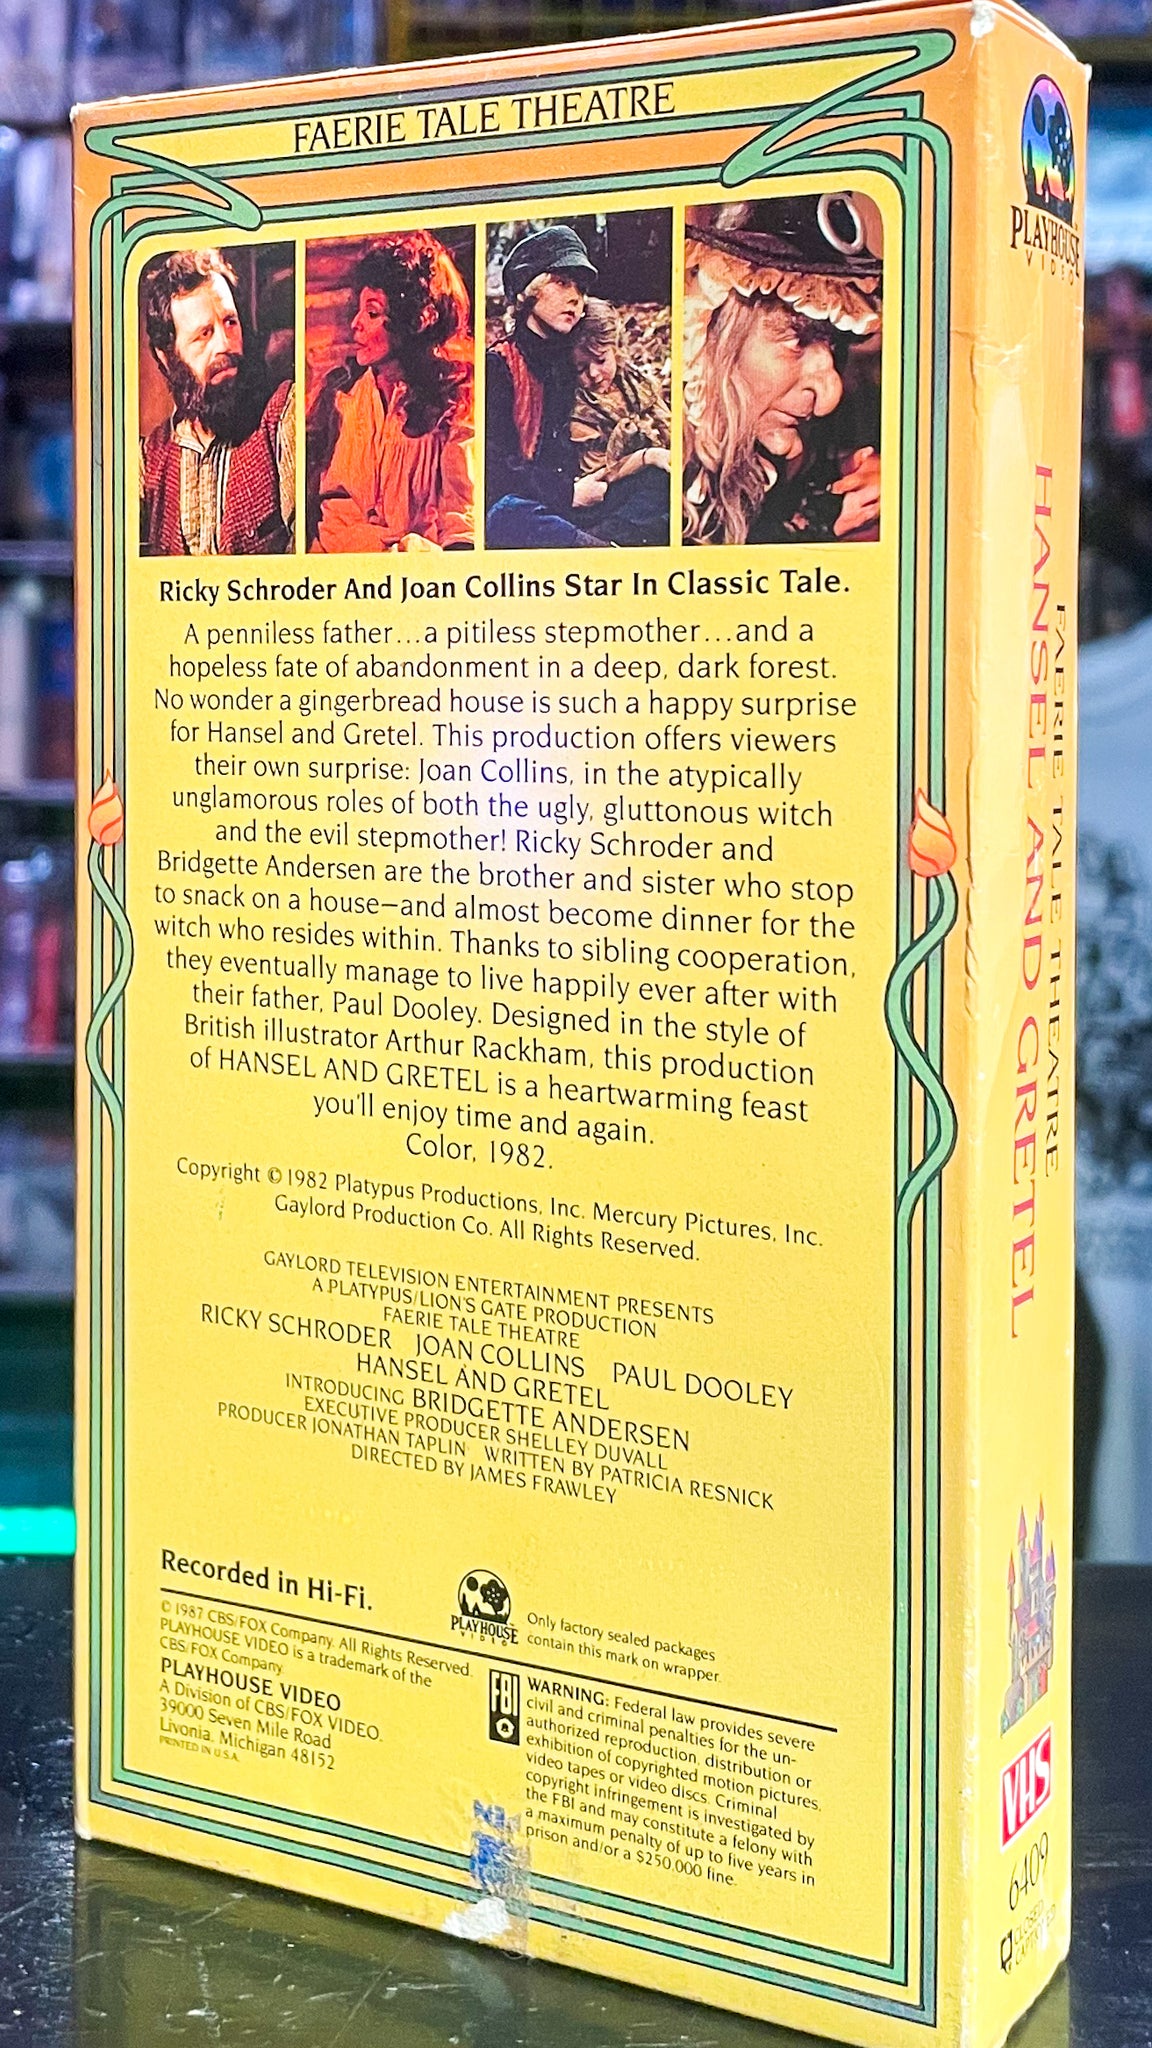 FAERIE TALE THEATRE
Ricky Schroder And Joan Collins Star In Classic Tale.
A penniless father...a pitiless stepmother...and a
hopeless fate of abandonment in a deep, dark forest.
No wonder a gingerbread house is such a happy surprise
for Hansel and Gretel. This production offers viewers
their own surprise: Joan Collins, in the atypically
unglamorous roles of both the ugly, gluttonous witch
and the evil stepmother! Ricky Schroder and
Bridgette Andersen are the brother and sister who stop
to snack on a house—and almost become dinner for the
witch who resides within. Thanks to sibling cooperation,
they eventually manage to live happily ever after with
their father, Paul Dooley. Designed in the style of
British illustrator Arthur Rackham, this production
of HANSEL AND GRETEL is a heartwarming feast
you'll enjoy time and again.
Color, 1982.
Copyright © 1982 Platypus Productions, Inc. Mercury Pictures, Inc.
Gaylord Production Co. All Rights Reserved.
GAYLORD TELEVISION ENTERTAINMENT PRESENTS
A PLATYPUS/LION'S GATE PRODUCTION
FAERIE TALE THEATRE
RICKY SCHRODER JOAN COLLINS PAUL DOOLEY
HANSEL AND GRETEL
INTRODUCING BRIDGETTE ANDERSEN
EXECUTIVE PRODUCER SHELLEY DUVALL
PRODUCER JONATHAN TAPLIN WRITTEN BY PATRICIA RESNICK
DIRECTED BY JAMES FRAWLEY
Recorded in Hi-Fi.
© 1987 CBS/FOX Company. All Rights Reserved.
PLAYHOUSE VIDEO is a trademark of the
CBS/FOX Company.
PLAYHOUSE VIDEO
A Division of CBS/FOX VIDEO.
39000 Seven Mile Road
Livonia, Michigan 48152
PRINTED IN U.S.A.
PLAYHOUSE
VIDEO
Only factory sealed packages
contain this mark on wrapper.
FBI
WARNING: Federal law provides severe
civil and criminal penalties for the un-
authorized reproduction, distribution or
exhibition of copyrighted motion pictures,
video tapes or video discs. Criminal
copyright infringement is investigated by
the FBI and may constitute a felony with
a maximum penalty of up to five years in
prison and/or a $250,000 fine.
PLAYHOUSE
VIDEO
FAERIE TALE THEATRE
HANSEL AND GRETEL
VHS
6409
CLOSED
CAPTIONED